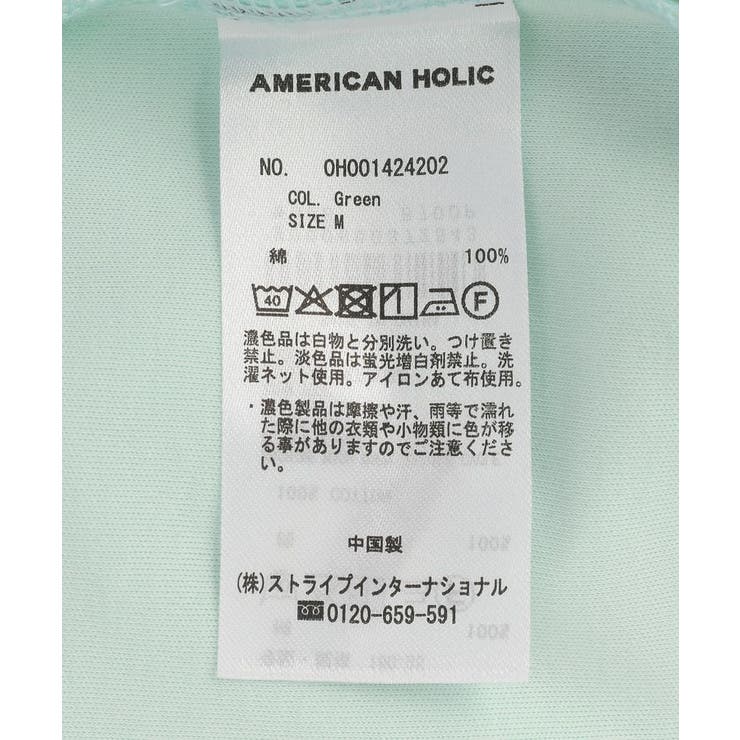 AMERICAN HOLIC
NO. 0H001424202
COL. Green
SIZE M
綿 100%
40 F
濃色品は白物と分別洗い。つけ置き
禁止。淡色品は蛍光増白剤禁止。洗
濯ネット使用。アイロンあて布使用。
・濃色製品は摩擦や汗、雨等で濡れ
た際に他の衣類や小物類に色が移
る事がありますのでご注意くださ
い。
中国製
(株)ストライプインターナショナル
0120-659-591